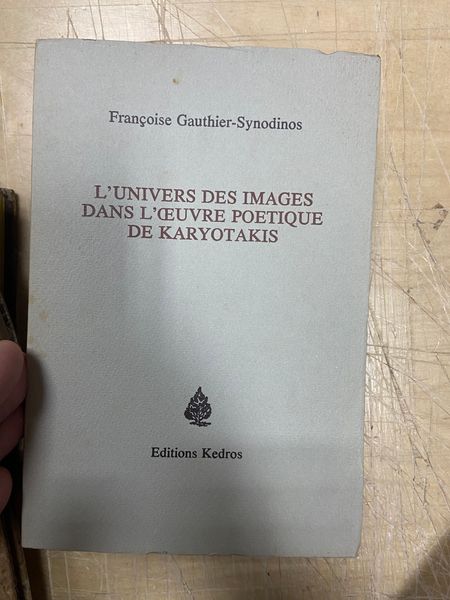 Françoise Gauthier-Synodinos
L'UNIVERS DES IMAGES
DANS L'ŒUVRE POETIQUE
DE KARYOTAKIS
Editions Kedros